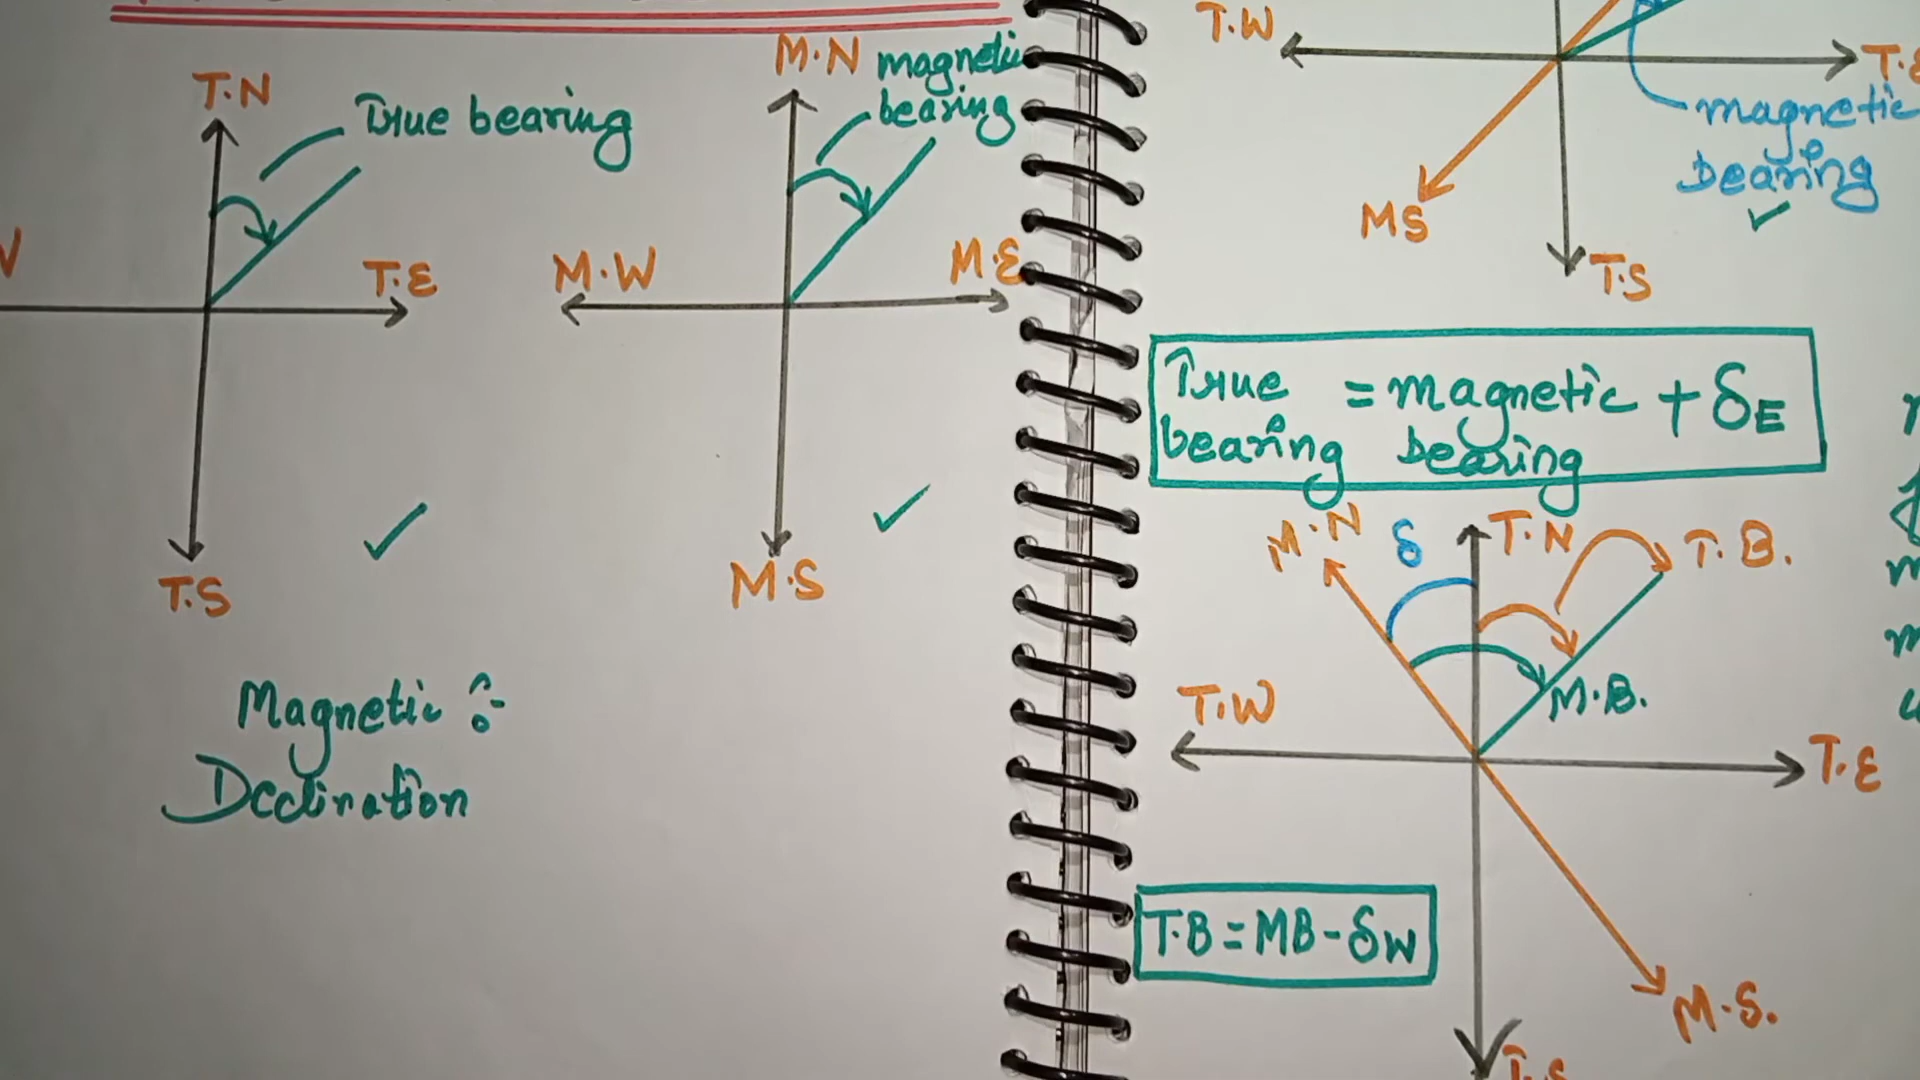 T.N
True bearing
T.E
T.S
M.N
magnetic
bearing
M.W
M.E
M.S
Magnetic :-
Declination
T.W
magnetic
bearing
MS
T.S
True = magnetic + δE
bearing bearing
M.N
δ
T.N
T.B.
M.B.
T.W
T.E
T.B = MB - δW
M.S.
T.S